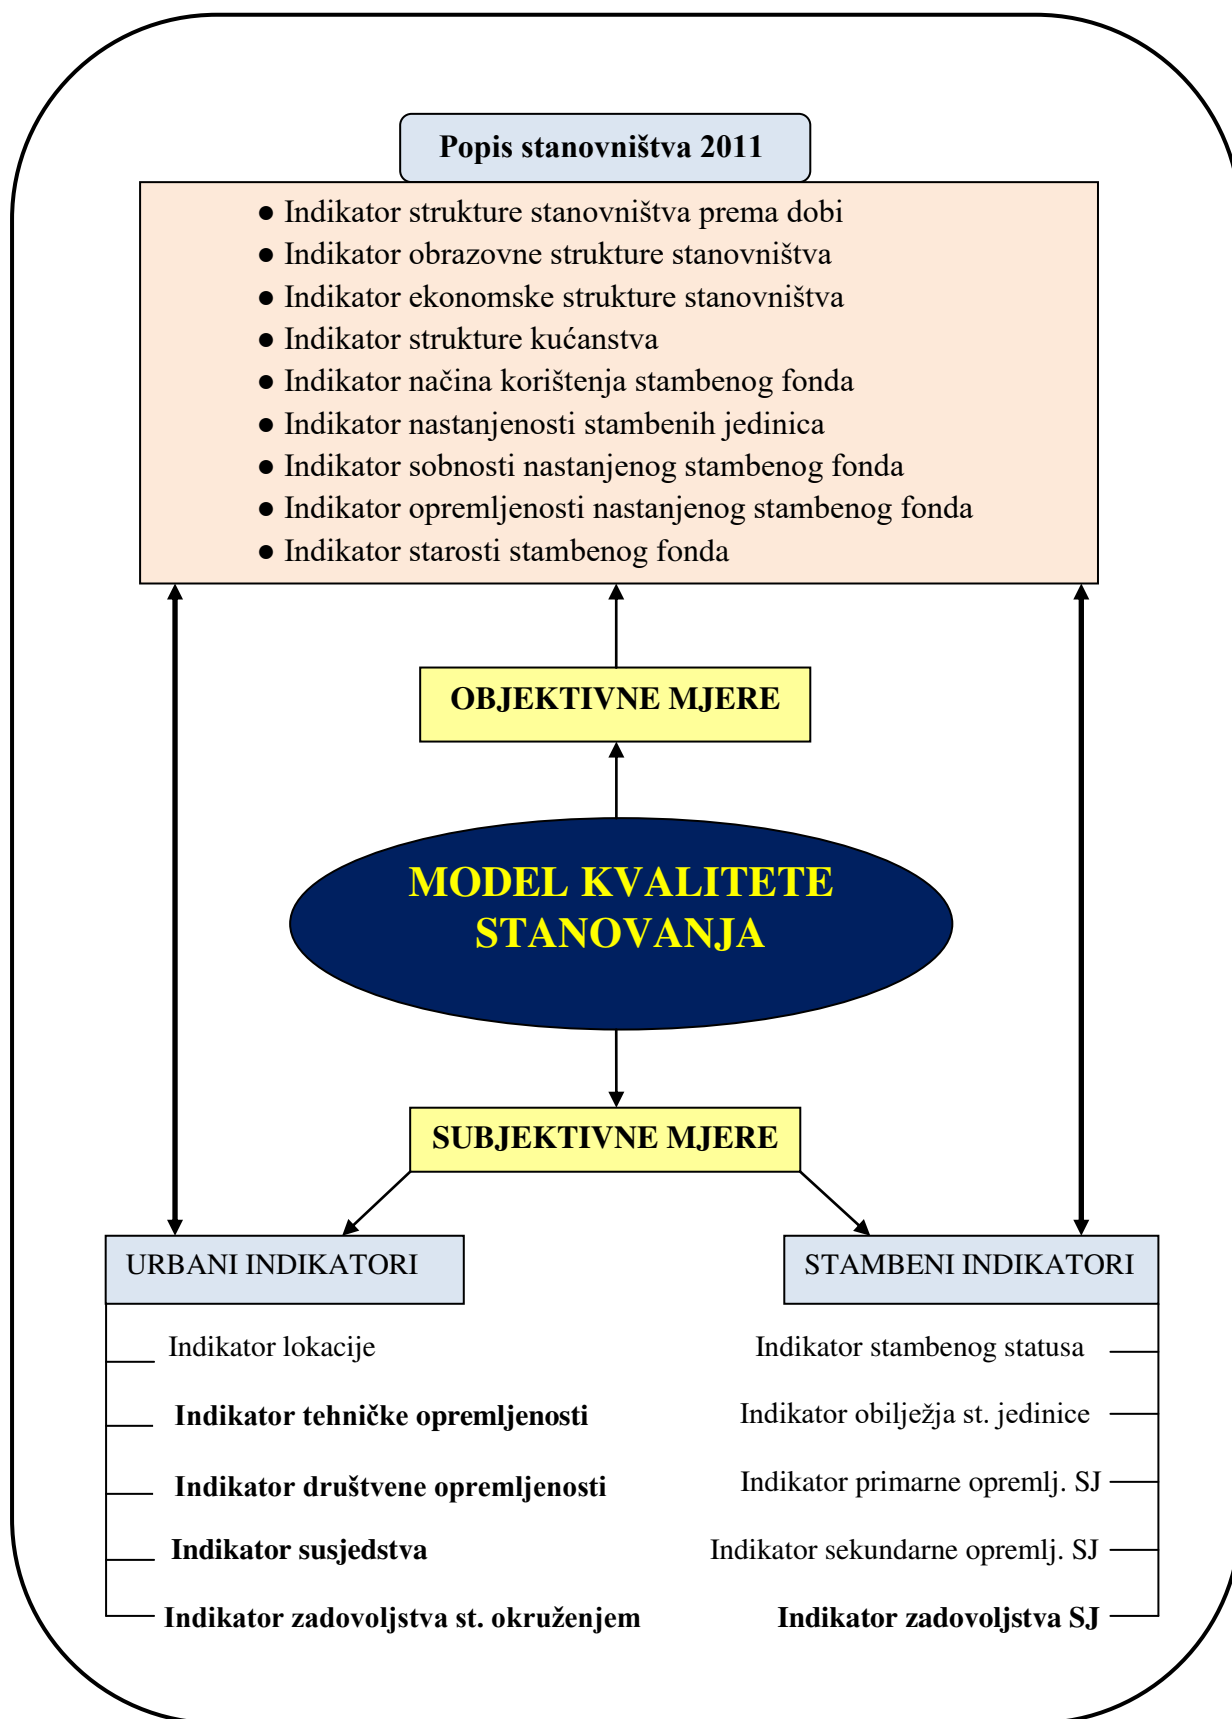 Popis stanovništva 2011
● Indikator strukture stanovništva prema dobi
● Indikator obrazovne strukture stanovništva
● Indikator ekonomske strukture stanovništva
● Indikator strukture kućanstva
● Indikator načina korištenja stambenog fonda
● Indikator nastanjenosti stambenih jedinica
● Indikator sobnosti nastanjenog stambenog fonda
● Indikator opremljenosti nastanjenog stambenog fonda
● Indikator starosti stambenog fonda
OBJEKTIVNE MJERE
MODEL KVALITETE
STANOVANJA
SUBJEKTIVNE MJERE
URBANI INDIKATORI
Indikator lokacije
Indikator tehničke opremljenosti
Indikator društvene opremljenosti
Indikator susjedstva
Indikator zadovoljstva st. okruženjem
STAMBENI INDIKATORI
Indikator stambenog statusa
Indikator obilježja st. jedinice
Indikator primarne opremlj. SJ
Indikator sekundarne opremlj. SJ
Indikator zadovoljstva SJ